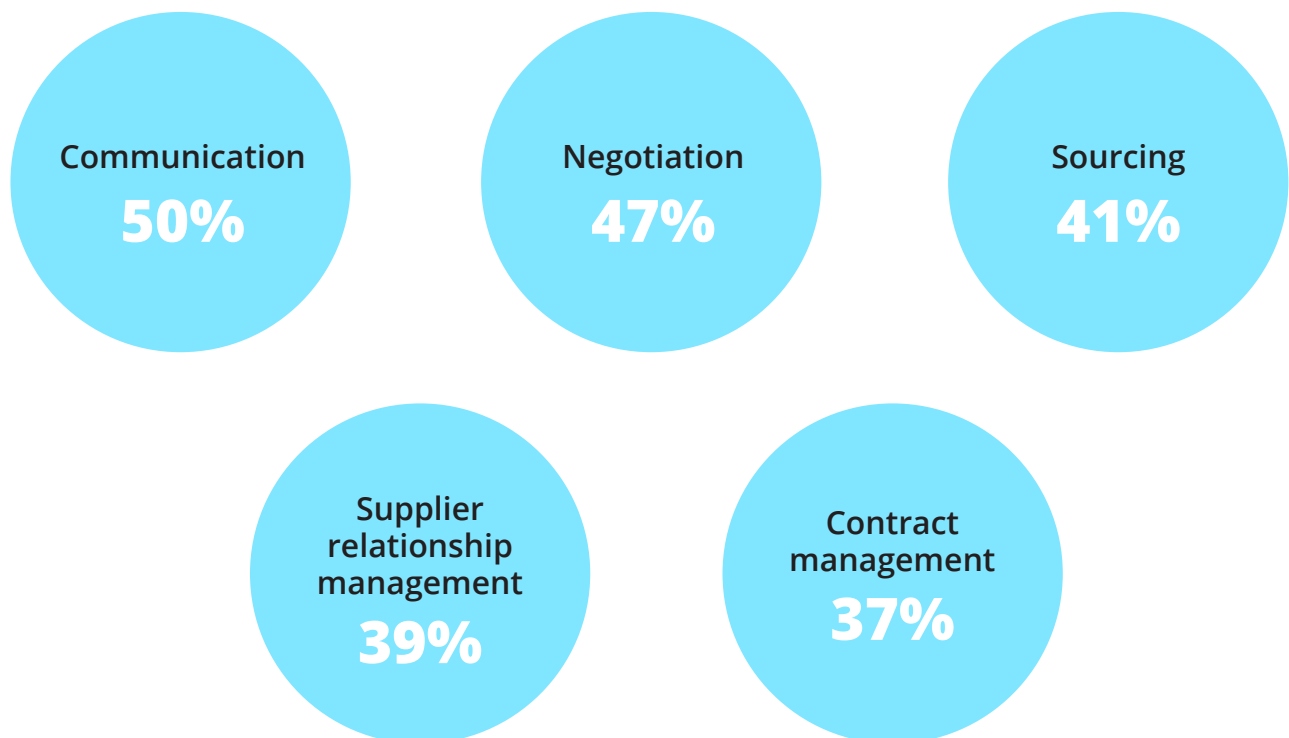 Communication
50%
Negotiation
47%
Sourcing
41%
Supplier
relationship
management
39%
Contract
management
37%